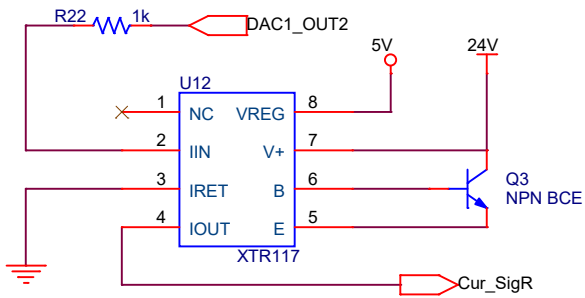 R22 1k DAC1_OUT2
5V 24V
U12
1 NC VREG 8
2 IIN V+ 7
3 IRET B 6
4 IOUT E 5
Q3
NPN BCE
XTR117
Cur_SigR